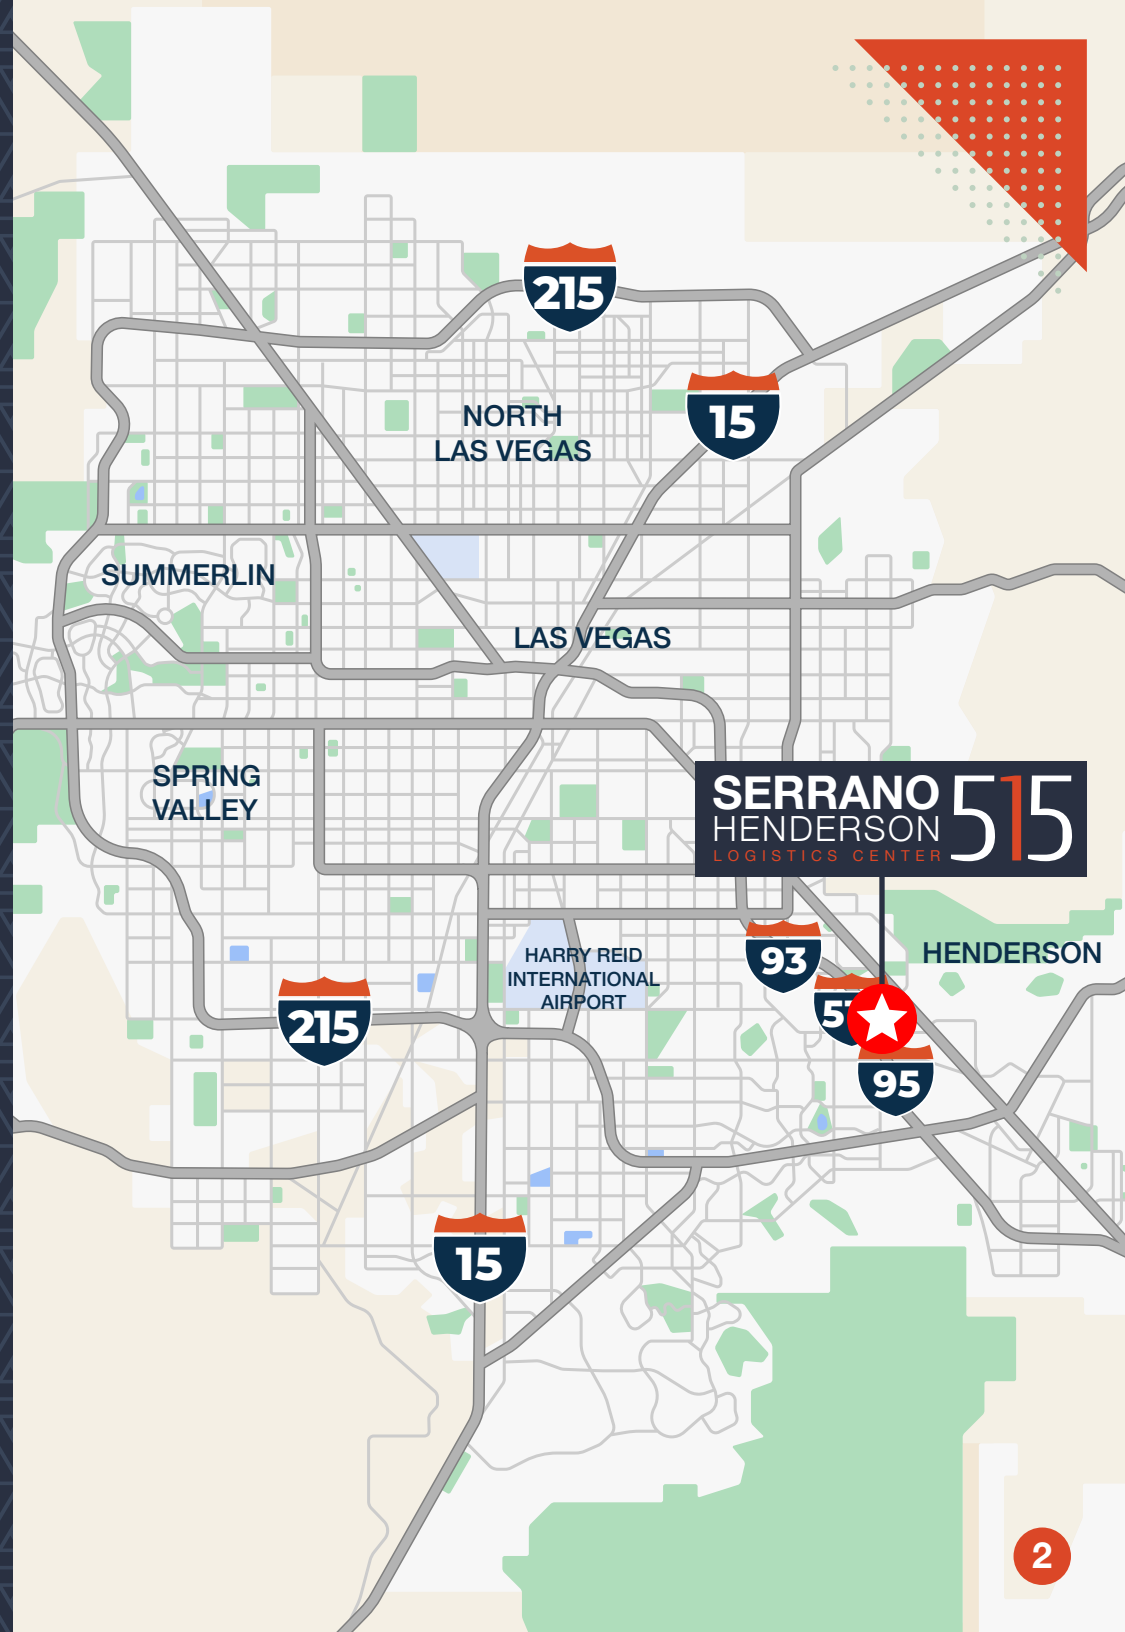 215
15
NORTH
LAS VEGAS
SUMMERLIN
LAS VEGAS
SPRING
VALLEY
SERRANO
HENDERSON
LOGISTICS CENTER
515
HARRY REID
INTERNATIONAL
AIRPORT
93
HENDERSON
215
95
15
2